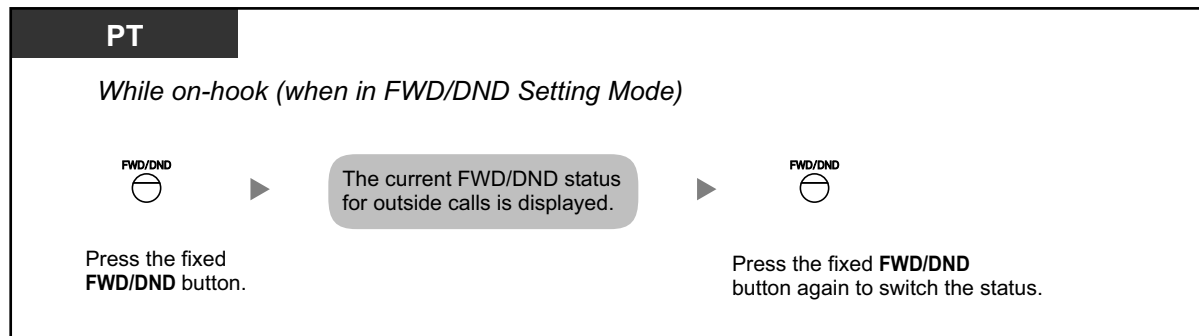 PT
While on-hook (when in FWD/DND Setting Mode)
FWD/DND
The current FWD/DND status
for outside calls is displayed.
FWD/DND
Press the fixed
FWD/DND button.
Press the fixed FWD/DND
button again to switch the status.